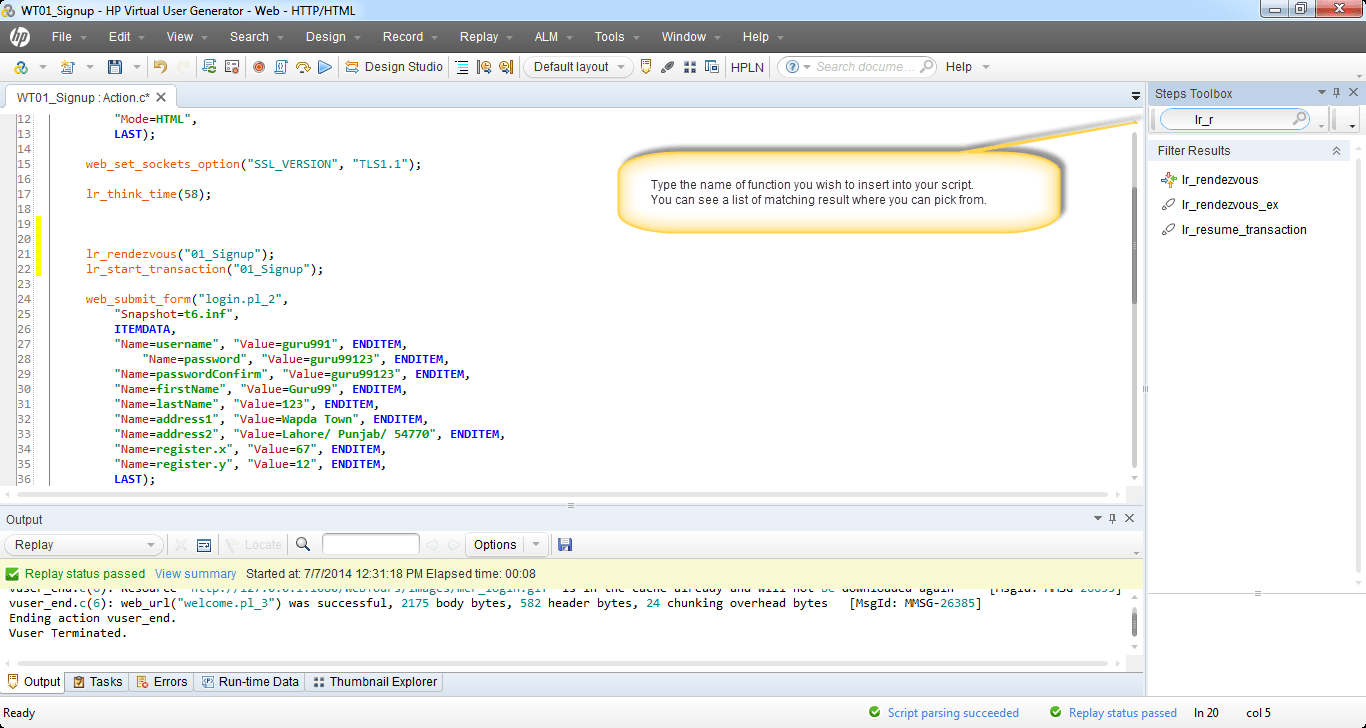 WT01_Signup - HP Virtual User Generator - Web - HTTP/HTML
hp File Edit View Search Design Record Replay ALM Tools Window Help
Design Studio Default layout HPLN Search docume... Help
WT01_Signup : Action.c*
Steps Toolbox
lr_r
Filter Results
lr_rendezvous
lr_rendezvous_ex
lr_resume_transaction
12 "Mode=HTML",
13 LAST);
14
15 web_set_sockets_option("SSL_VERSION", "TLS1.1");
16
17 lr_think_time(58);
18
19
20
21 lr_rendezvous("01_Signup");
22 lr_start_transaction("01_Signup");
23
24 web_submit_form("login.pl_2",
25 "Snapshot=t6.inf",
26 ITEMDATA,
27 "Name=username", "Value=guru991", ENDITEM,
28 "Name=password", "Value=guru99123", ENDITEM,
29 "Name=passwordConfirm", "Value=guru99123", ENDITEM,
30 "Name=firstName", "Value=Guru99", ENDITEM,
31 "Name=lastName", "Value=123", ENDITEM,
32 "Name=address1", "Value=Wapda Town", ENDITEM,
33 "Name=address2", "Value=Lahore/ Punjab/ 54770", ENDITEM,
34 "Name=register.x", "Value=67", ENDITEM,
35 "Name=register.y", "Value=12", ENDITEM,
36 LAST);
Type the name of function you wish to insert into your script.
You can see a list of matching result where you can pick from.
Output
Replay Locate Options
Replay status passed View summary Started at: 7/7/2014 12:31:18 PM Elapsed time: 00:08
vuser_end.c(6): Resource is in the cache already and will not be downloaded again
vuser_end.c(6): web_url("welcome.pl_3") was successful, 2175 body bytes, 582 header bytes, 24 chunking overhead bytes [MsgId: MMSG-26385]
Ending action vuser_end.
Vuser Terminated.
Output Tasks Errors Run-time Data Thumbnail Explorer
Ready Script parsing succeeded Replay status passed ln 20 col 5